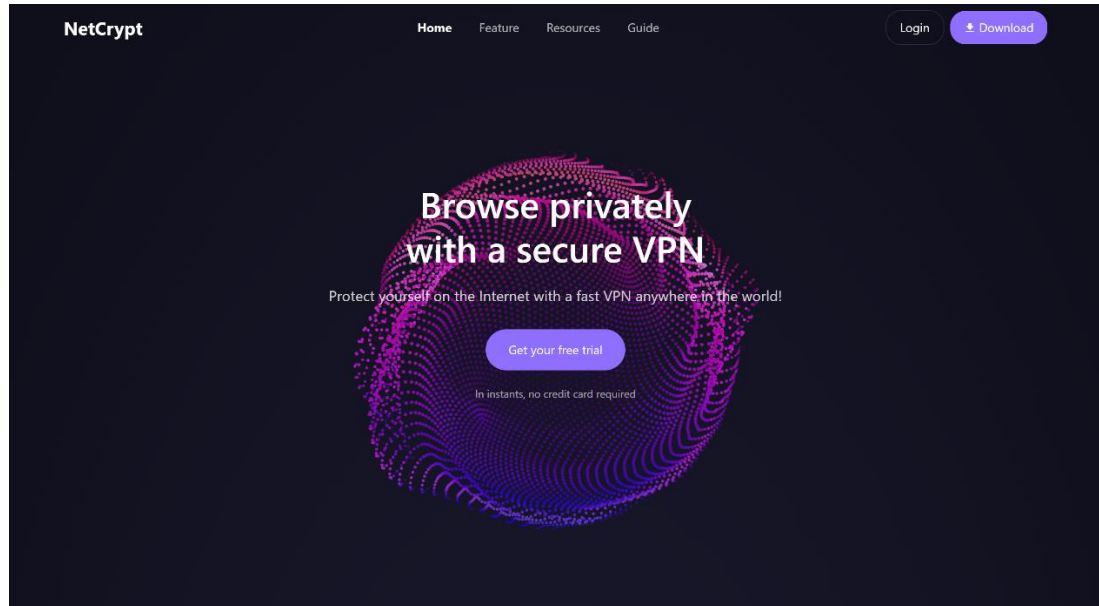 NetCrypt
Home
Feature
Resources
Guide
Login
Download
Browse privately
with a secure VPN
Protect yourself on the Internet with a fast VPN anywhere in the world!
Get your free trial
In instants, no credit card required